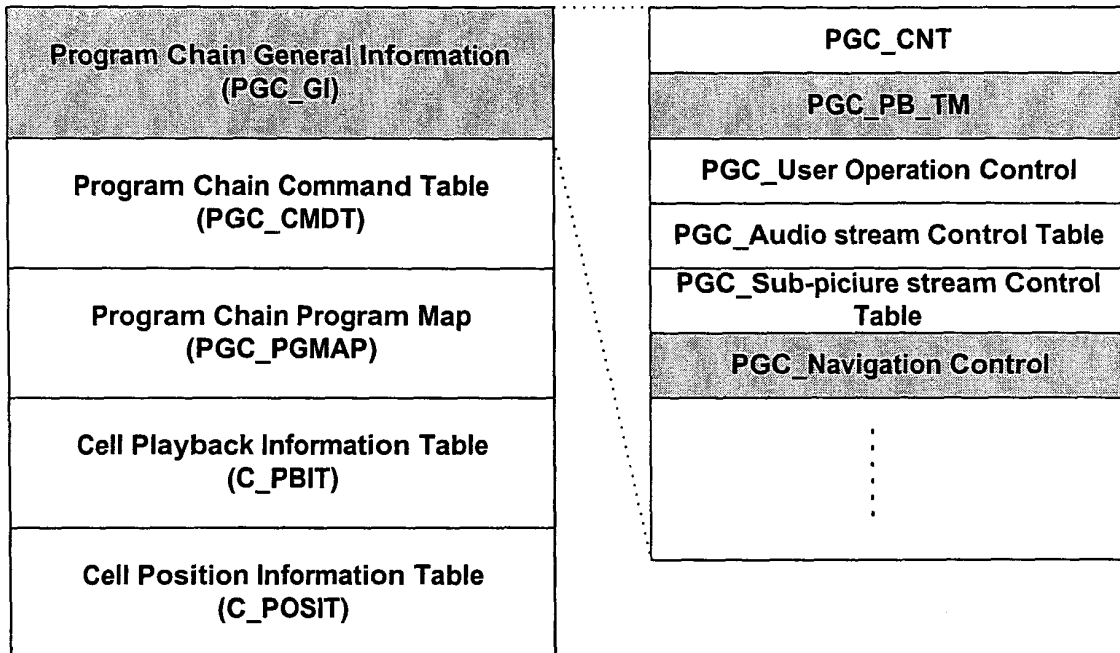 Program Chain General Information
(PGC_GI)
Program Chain Command Table
(PGC_CMDT)
Program Chain Program Map
(PGC_PGMAP)
Cell Playback Information Table
(C_PBIT)
Cell Position Information Table
(C_POSIT)
PGC_CNT
PGC_PB_TM
PGC_User Operation Control
PGC_Audio stream Control Table
PGC_Sub-piciure stream Control
Table
PGC_Navigation Control